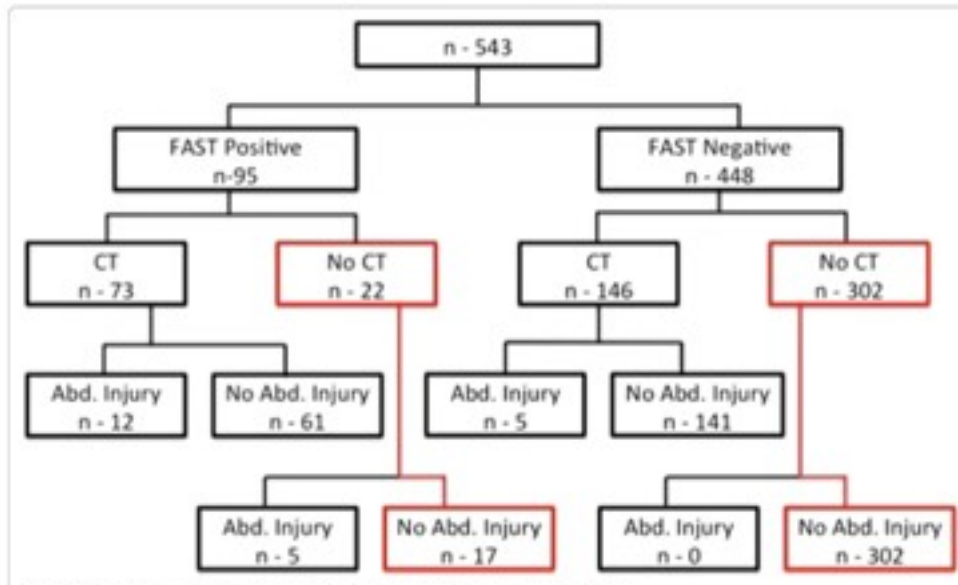 n - 543
FAST Positive
n-95
FAST Negative
n - 448
CT
n - 73
No CT
n - 22
CT
n - 146
No CT
n - 302
Abd. Injury
n - 12
No Abd. Injury
n - 61
Abd. Injury
n - 5
No Abd. Injury
n - 141
Abd. Injury
n - 5
No Abd. Injury
n - 17
Abd. Injury
n - 0
No Abd. Injury
n - 302